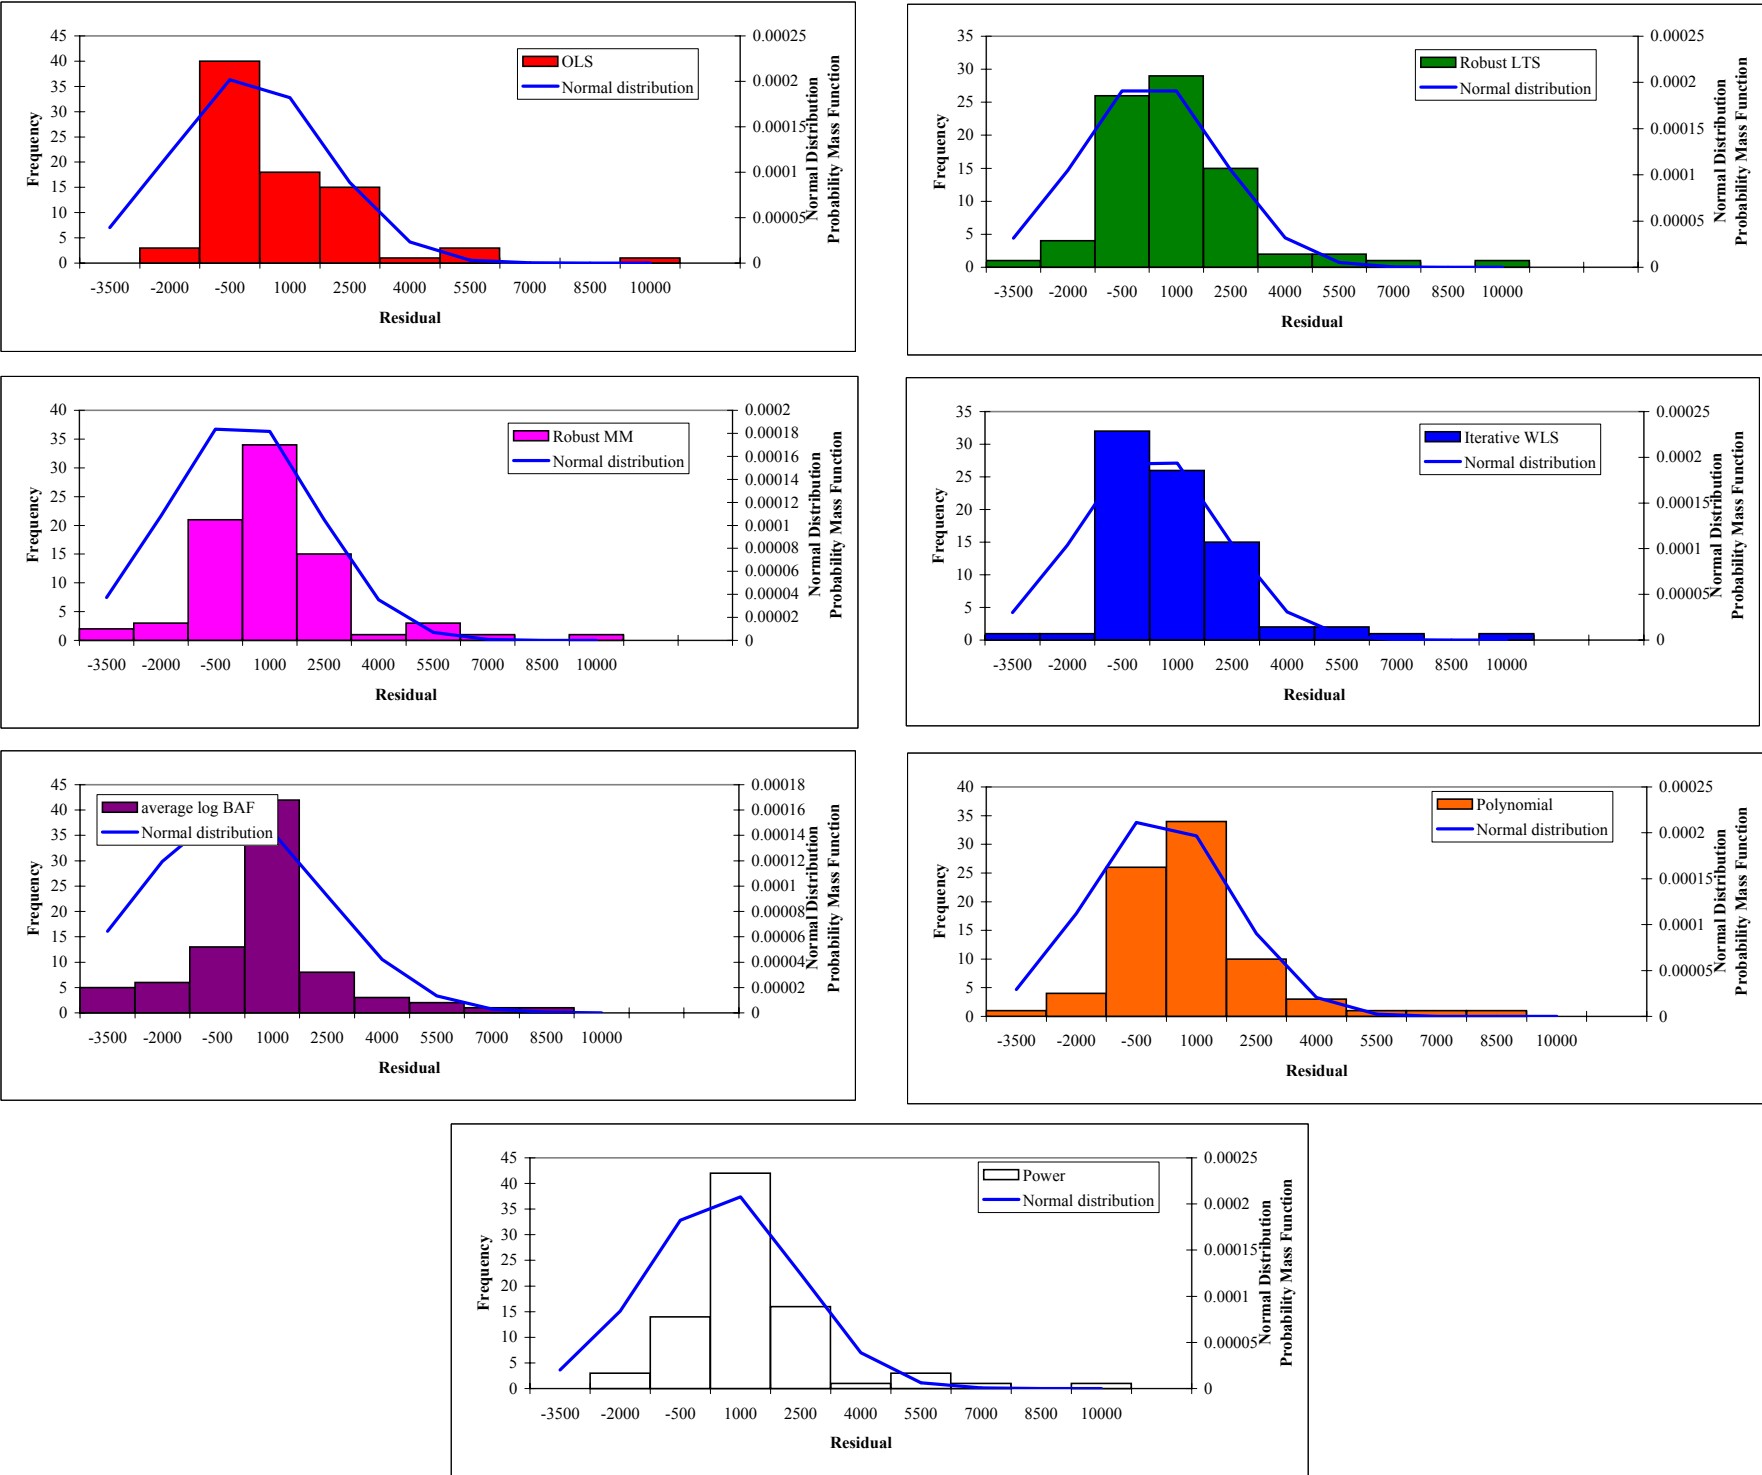 45
40
35
30
25
20
15
10
5
0
Frequency
OLS
Normal distribution
0.00025
0.0002
0.00015
0.0001
0.00005
0
Normal Distribution
Probability Mass Function
-3500 -2000 -500 1000 2500 4000 5500 7000 8500 10000
Residual
35
30
25
20
15
10
5
0
Frequency
Robust LTS
Normal distribution
0.00025
0.0002
0.00015
0.0001
0.00005
0
Normal Distribution
Probability Mass Function
-3500 -2000 -500 1000 2500 4000 5500 7000 8500 10000
Residual
40
35
30
25
20
15
10
5
0
Frequency
Robust MM
Normal distribution
0.0002
0.00018
0.00016
0.00014
0.00012
0.0001
0.00008
0.00006
0.00004
0.00002
0
Normal Distribution
Probability Mass Function
-3500 -2000 -500 1000 2500 4000 5500 7000 8500 10000
Residual
35
30
25
20
15
10
5
0
Frequency
Iterative WLS
Normal distribution
0.00025
0.0002
0.00015
0.0001
0.00005
0
Normal Distribution
Probability Mass Function
-3500 -2000 -500 1000 2500 4000 5500 7000 8500 10000
Residual
45
40
35
30
25
20
15
10
5
0
Frequency
average log BAF
Normal distribution
0.00018
0.00016
0.00014
0.00012
0.0001
0.00008
0.00006
0.00004
0.00002
0
Normal Distribution
Probability Mass Function
-3500 -2000 -500 1000 2500 4000 5500 7000 8500 10000
Residual
40
35
30
25
20
15
10
5
0
Frequency
Polynomial
Normal distribution
0.00025
0.0002
0.00015
0.0001
0.00005
0
Normal Distribution
Probability Mass Function
-3500 -2000 -500 1000 2500 4000 5500 7000 8500 10000
Residual
45
40
35
30
25
20
15
10
5
0
Frequency
Power
Normal distribution
0.00025
0.0002
0.00015
0.0001
0.00005
0
Normal Distribution
Probability Mass Function
-3500 -2000 -500 1000 2500 4000 5500 7000 8500 10000
Residual